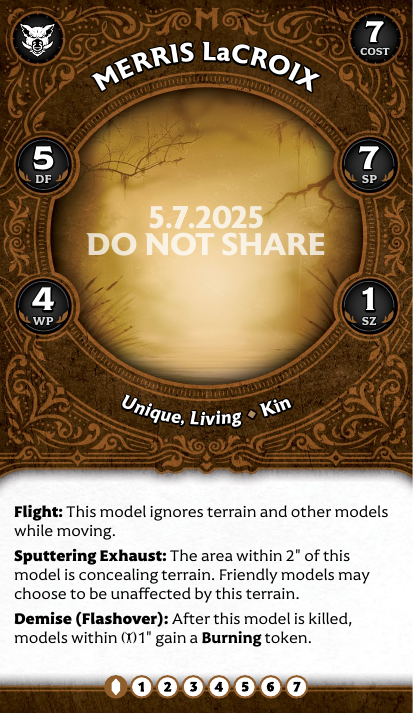 7
COST
MERRIS LaCROIX
5
DF
7
SP
5.7.2025
DO NOT SHARE
4
WP
1
SZ
Unique, Living ⬥ Kin
Flight: This model ignores terrain and other models
while moving.
Sputtering Exhaust: The area within 2" of this
model is concealing terrain. Friendly models may
choose to be unaffected by this terrain.
Demise (Flashover): After this model is killed,
models within 1" gain a Burning token.
1 2 3 4 5 6 7